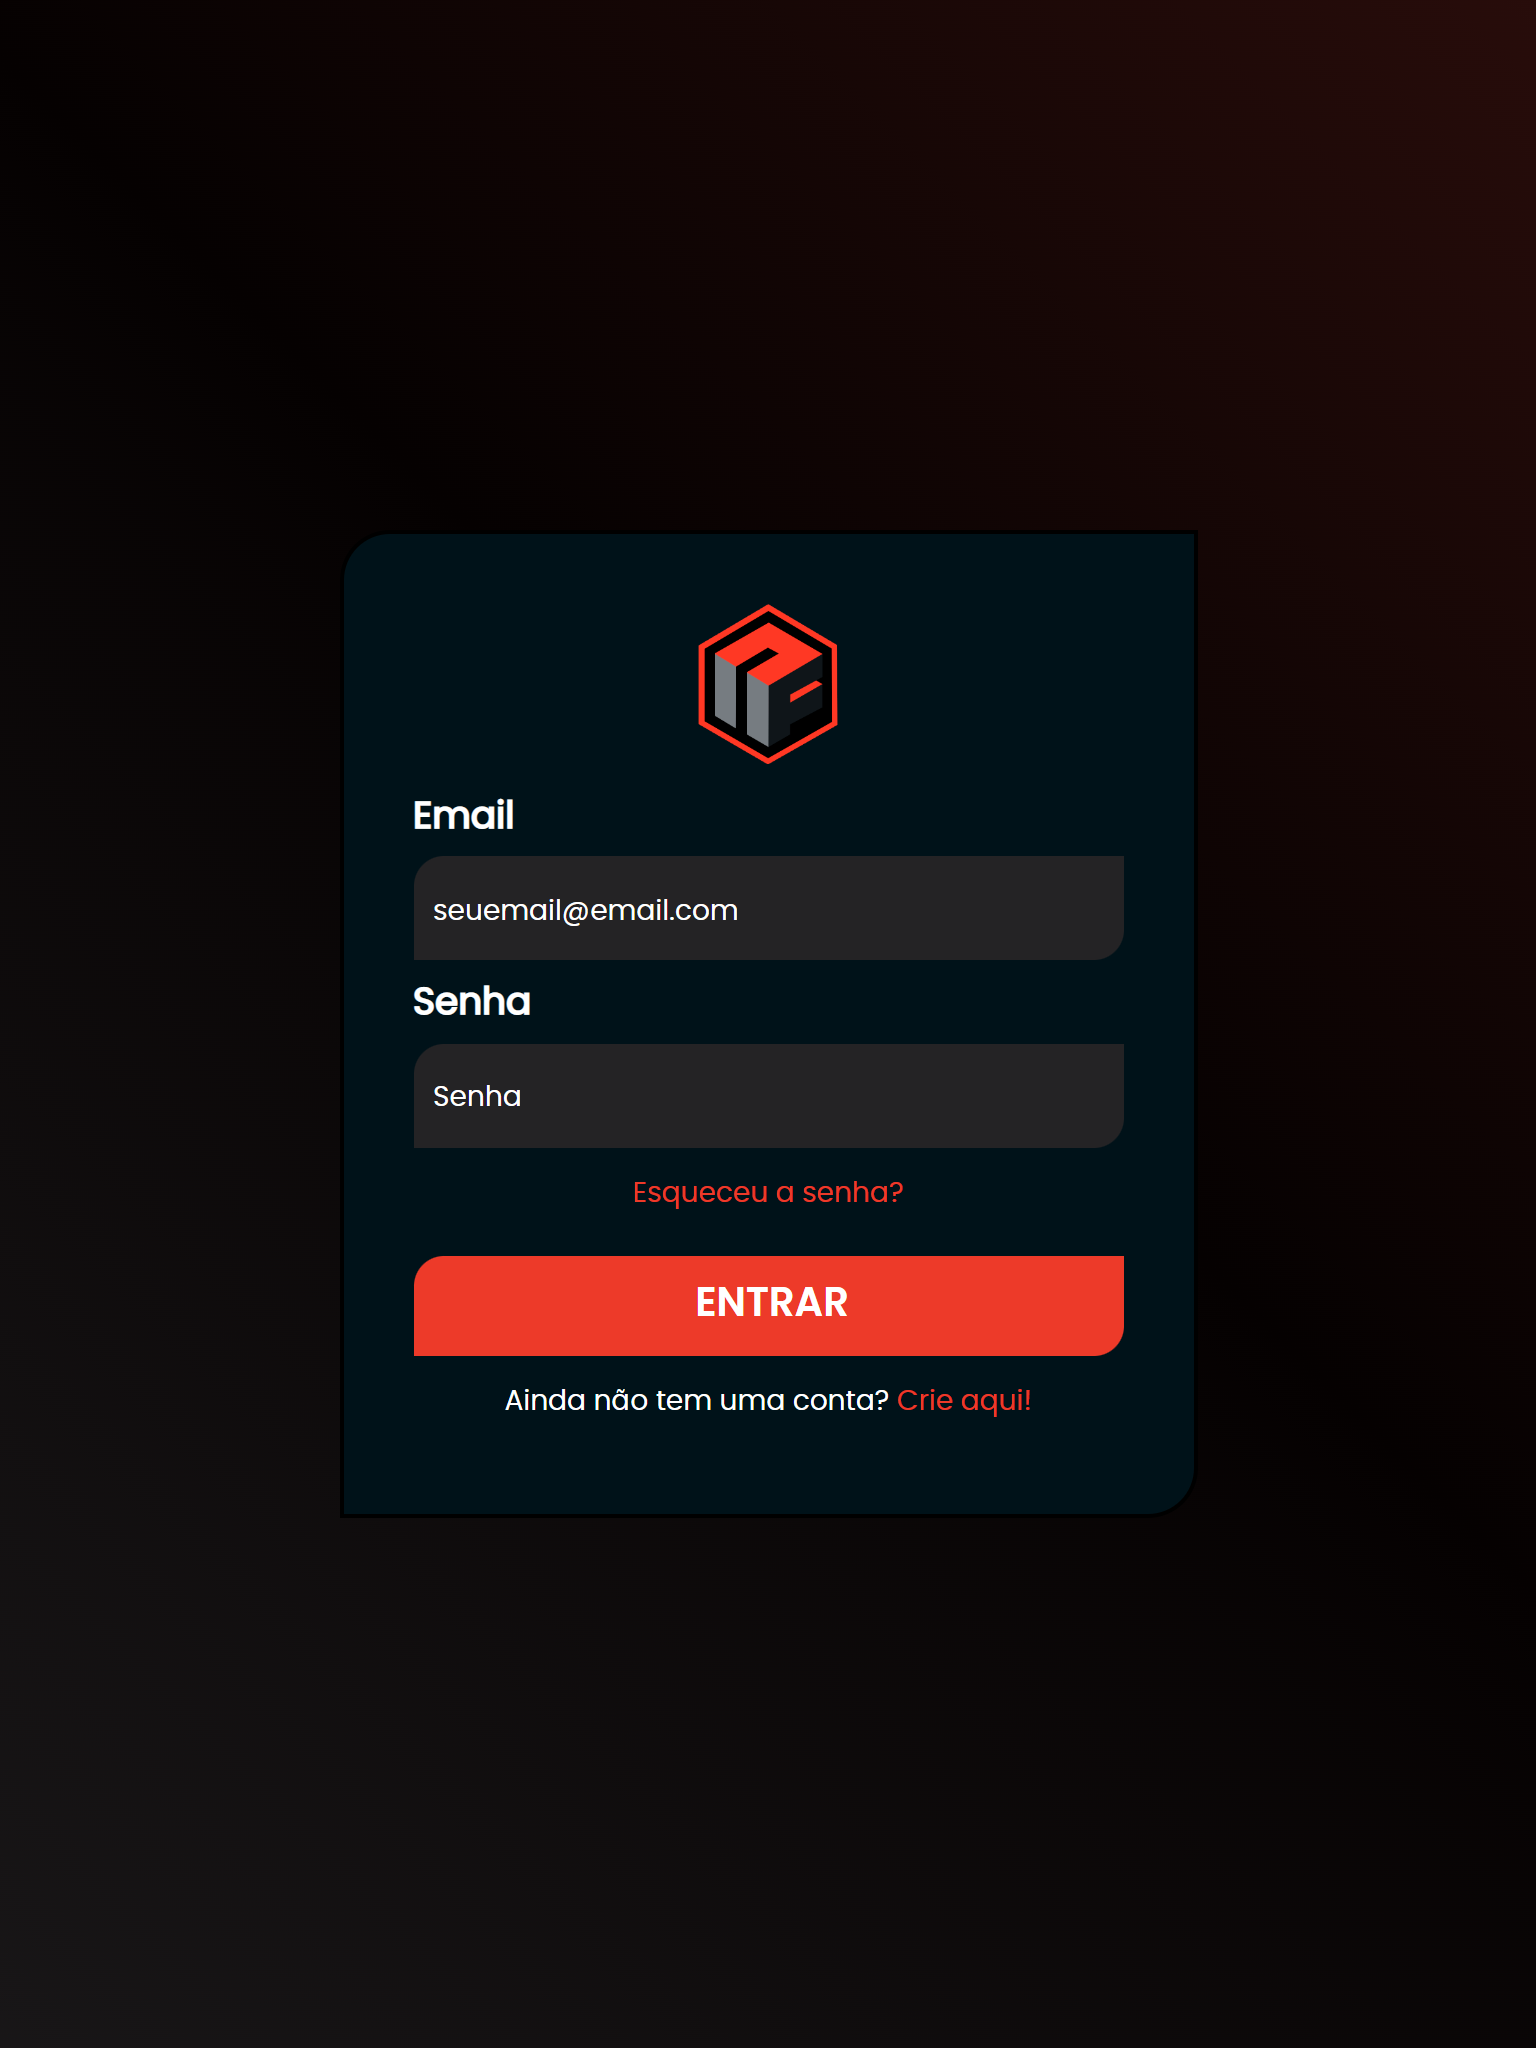 Email
seuemail@email.com
Senha
Senha
Esqueceu a senha?
ENTRAR
Ainda não tem uma conta? Crie aqui!